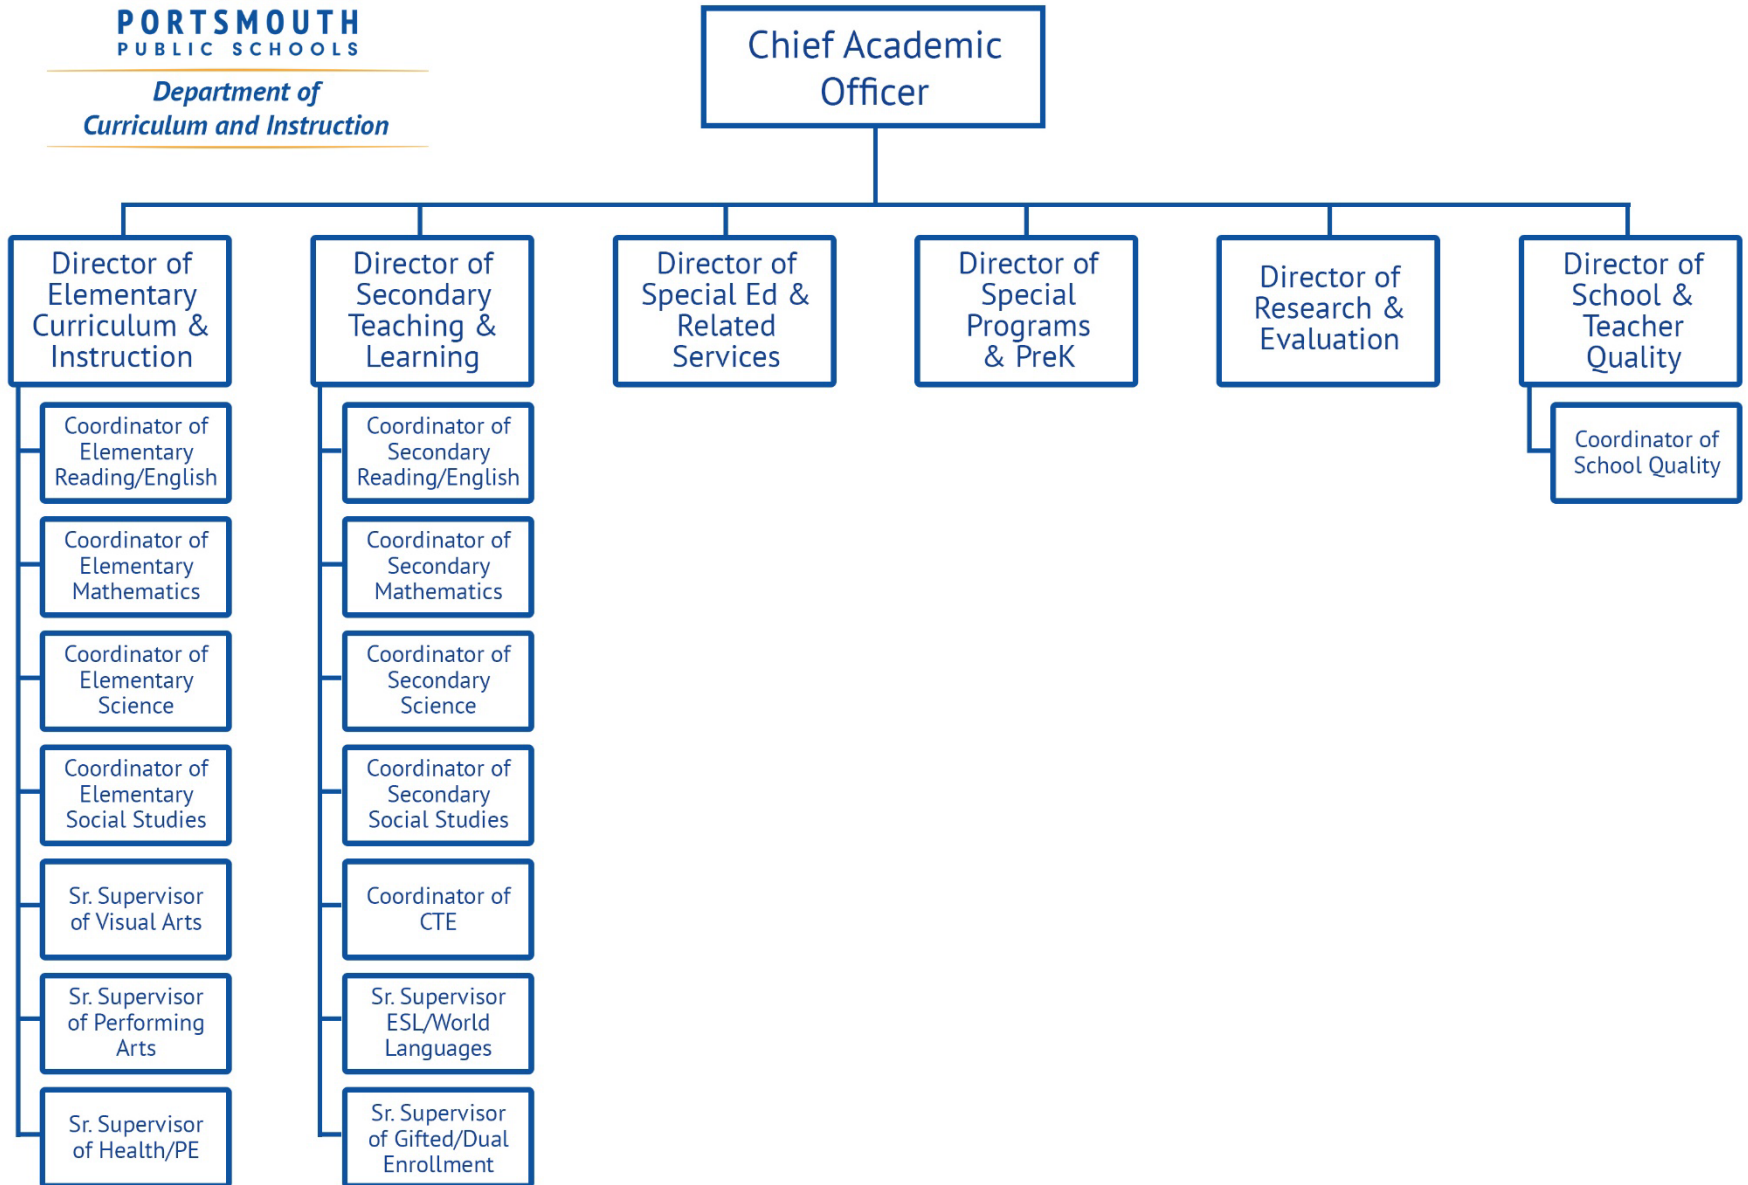 PORTSMOUTH
PUBLIC SCHOOLS
Department of
Curriculum and Instruction
Chief Academic
Officer
Director of
Elementary
Curriculum &
Instruction
Coordinator of
Elementary
Reading/English
Coordinator of
Elementary
Mathematics
Coordinator of
Elementary
Science
Coordinator of
Elementary
Social Studies
Sr. Supervisor
of Visual Arts
Sr. Supervisor
of Performing
Arts
Sr. Supervisor
of Health/PE
Director of
Secondary
Teaching &
Learning
Coordinator of
Secondary
Reading/English
Coordinator of
Secondary
Mathematics
Coordinator of
Secondary
Science
Coordinator of
Secondary
Social Studies
Coordinator of
CTE
Sr. Supervisor
ESL/World
Languages
Sr. Supervisor
of Gifted/Dual
Enrollment
Director of
Special Ed &
Related
Services
Director of
Special
Programs
& PreK
Director of
Research &
Evaluation
Director of
School &
Teacher
Quality
Coordinator of
School Quality